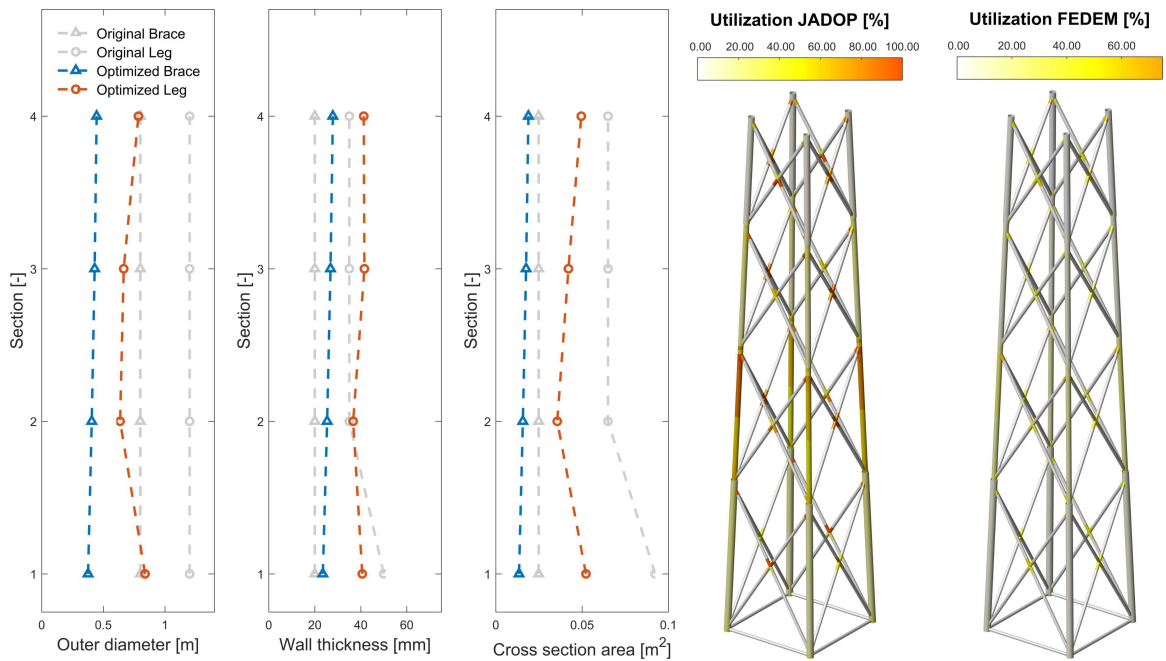 Original Brace
Original Leg
Optimized Brace
Optimized Leg
4
3
2
1
Section [-]
0
1
Outer diameter [m]
4
3
2
1
Section [-]
0
20
40
60
Wall thickness [mm]
4
3
2
1
Section [-]
0
0.05
0.1
Cross section area [m²]
Utilization JADOP [%]
0.00 20.00 40.00 60.00 80.00 100.00
Utilization FEDEM [%]
0.00 20.00 40.00 60.00